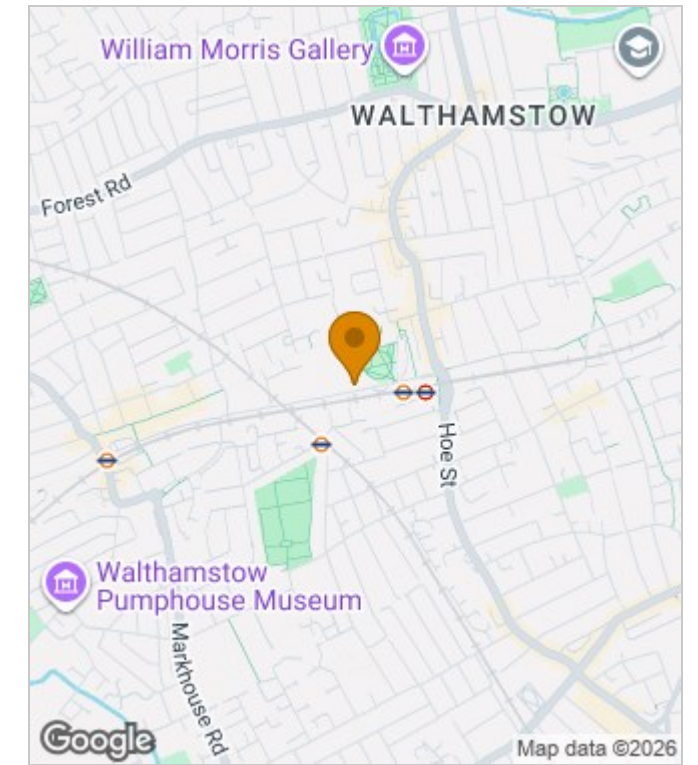 William Morris Gallery
WALTHAMSTOW
Forest Rd
Hoe St
Walthamstow
Pumphouse Museum
Markhouse Rd
Google
Map data ©2026